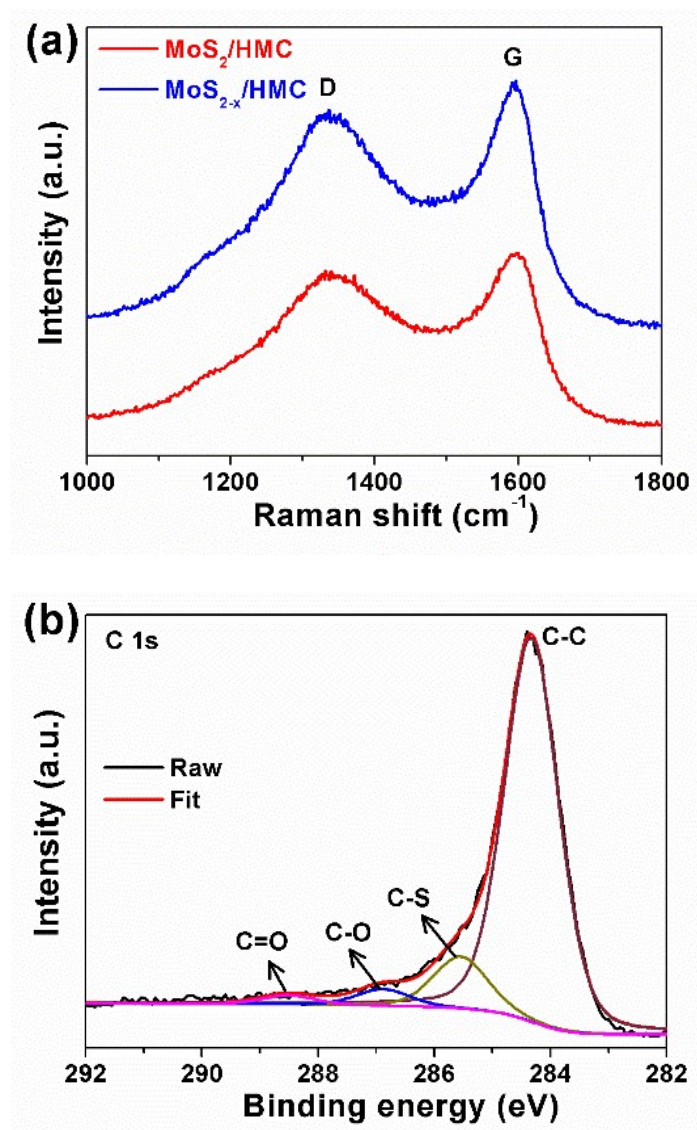 (a)
MoS2/HMC
MoS2-x/HMC
D
G
Intensity (a.u.)
1000 1200 1400 1600 1800
Raman shift (cm-1)
(b)
C 1s
C-C
Raw
Fit
C-S
C-O
C=O
Intensity (a.u.)
292 290 288 286 284 282
Binding energy (eV)